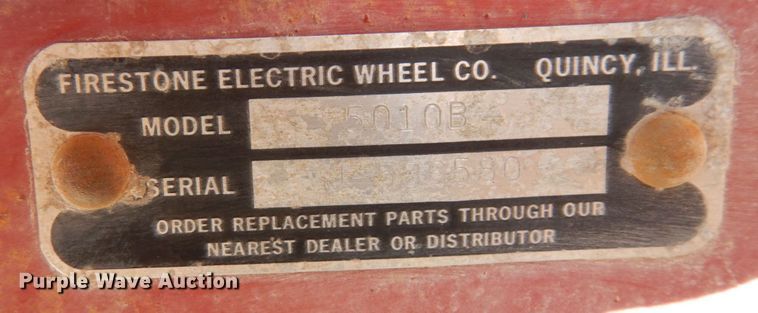 FIRESTONE ELECTRIC WHEEL CO. QUINCY, ILL.
MODEL 5010B
SERIAL
ORDER REPLACEMENT PARTS THROUGH OUR
NEAREST DEALER OR DISTRIBUTOR
Purple Wave Auction